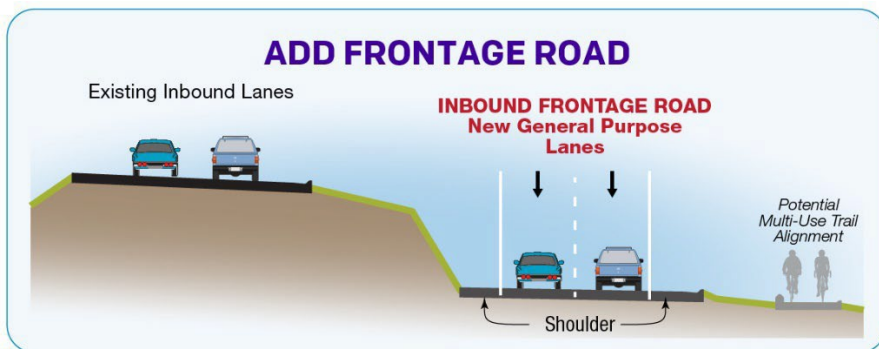 ADD FRONTAGE ROAD
Existing Inbound Lanes
INBOUND FRONTAGE ROAD
New General Purpose
Lanes
Potential
Multi-Use Trail
Alignment
Shoulder